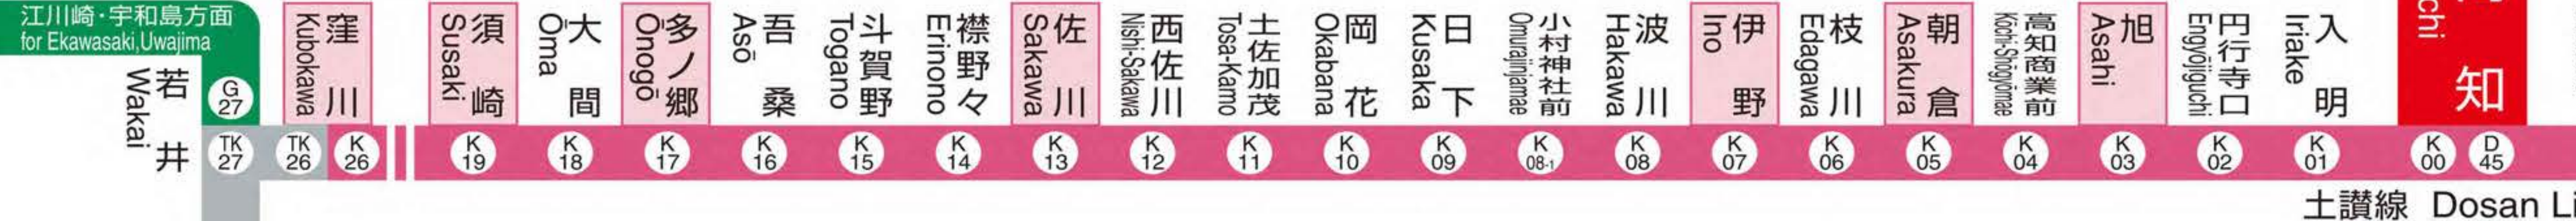 江川崎・宇和島方面
for Ekawasaki,Uwajima
若井
Wakai
G
27
TK
27
窪川
Kubokawa
TK
26
K
26
須崎
Susaki
K
19
大間
Ōma
K
18
多ノ郷
Ōnogō
K
17
吾桑
Asō
K
16
斗賀野
Togano
K
15
襟野々
Erinono
K
14
佐川
Sakawa
K
13
西佐川
Nishi-Sakawa
K
12
土佐加茂
Tosa-Kamo
K
11
岡花
Okabana
K
10
日下
Kusaka
K
09
小村神社前
Omurajinjamae
K
08-1
波川
Hakawa
K
08
伊野
Ino
K
07
枝川
Edagawa
K
06
朝倉
Asakura
K
05
高知商業前
Kōchi-Shōgyōmae
K
04
旭
Asahi
K
03
円行寺口
Engyōjiguchi
K
02
入明
Iriake
K
01
知
chi
K
00
D
45
土讃線 Dosan Li